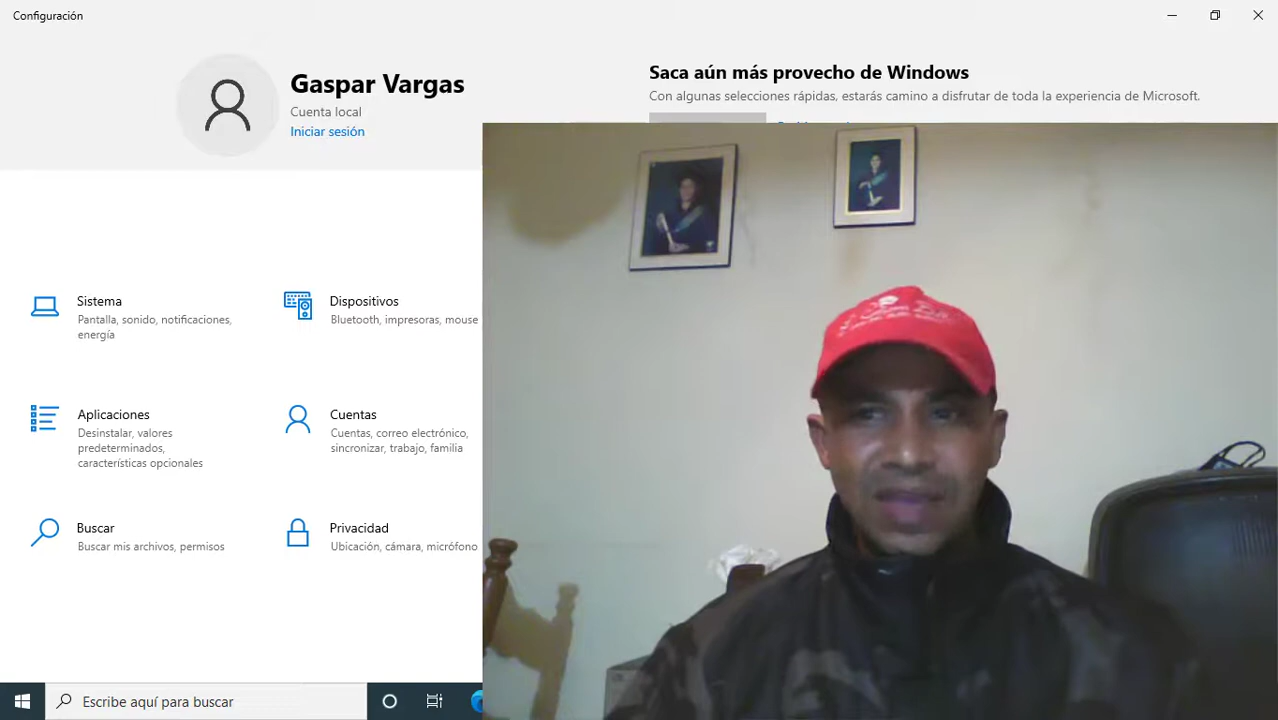 Configuración
Gaspar Vargas
Cuenta local
Iniciar sesión
Saca aún más provecho de Windows
Con algunas selecciones rápidas, estarás camino a disfrutar de toda la experiencia de Microsoft.
Sistema
Pantalla, sonido, notificaciones,
energía
Dispositivos
Bluetooth, impresoras, mouse
Aplicaciones
Desinstalar, valores
predeterminados,
características opcionales
Cuentas
Cuentas, correo electrónico,
sincronizar, trabajo, familia
Buscar
Buscar mis archivos, permisos
Privacidad
Ubicación, cámara, micrófono
Escribe aquí para buscar